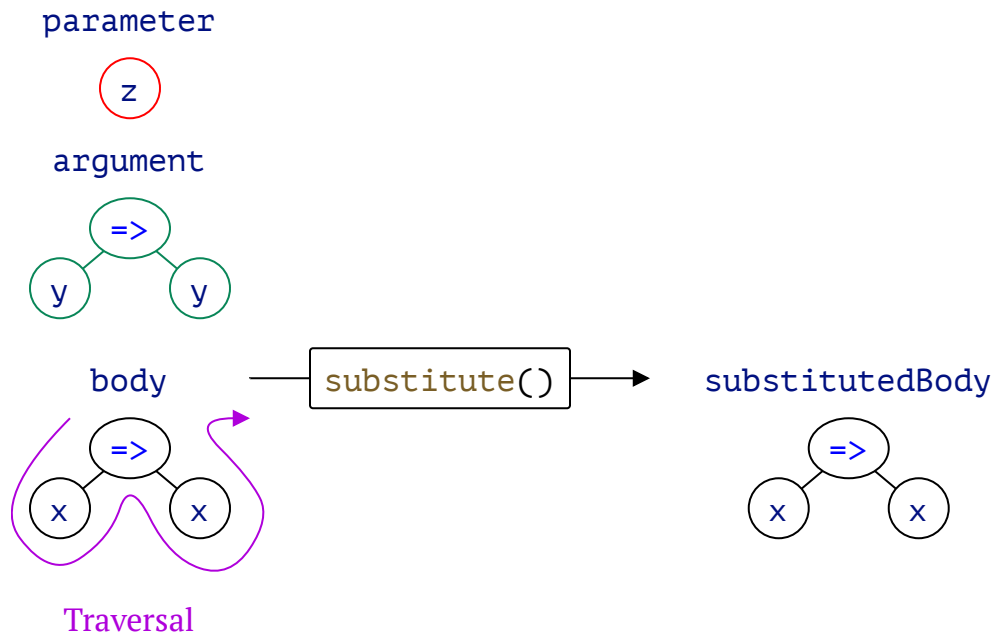 parameter
z
argument
=>
y y
body substitute() substitutedBody
=> =>
x x x x
Traversal